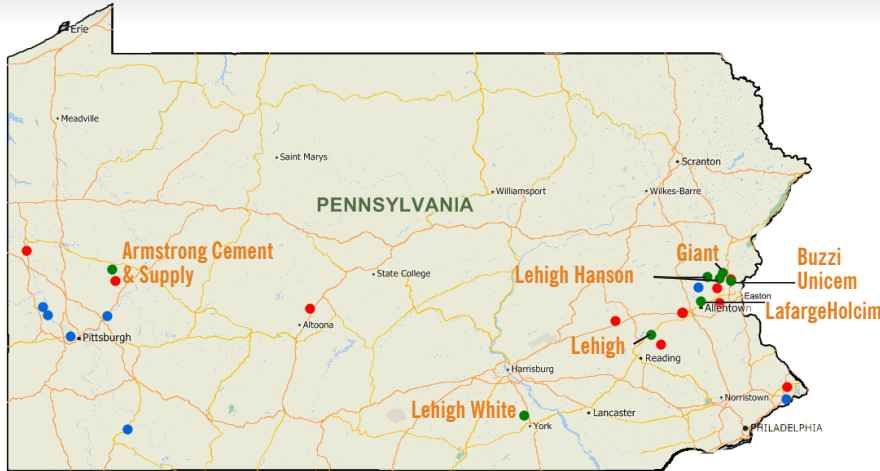 Erie
Meadville
Saint Marys
Scranton
Williamsport
Wilkes-Barre
PENNSYLVANIA
Armstrong Cement
& Supply
State College
Giant
Buzzi
Unicem
Lehigh Hanson
Easton
Allentown
LafargeHolcim
Altoona
Pittsburgh
Lehigh
Reading
Harrisburg
Lehigh White
Lancaster
Norristown
York
PHILADELPHIA